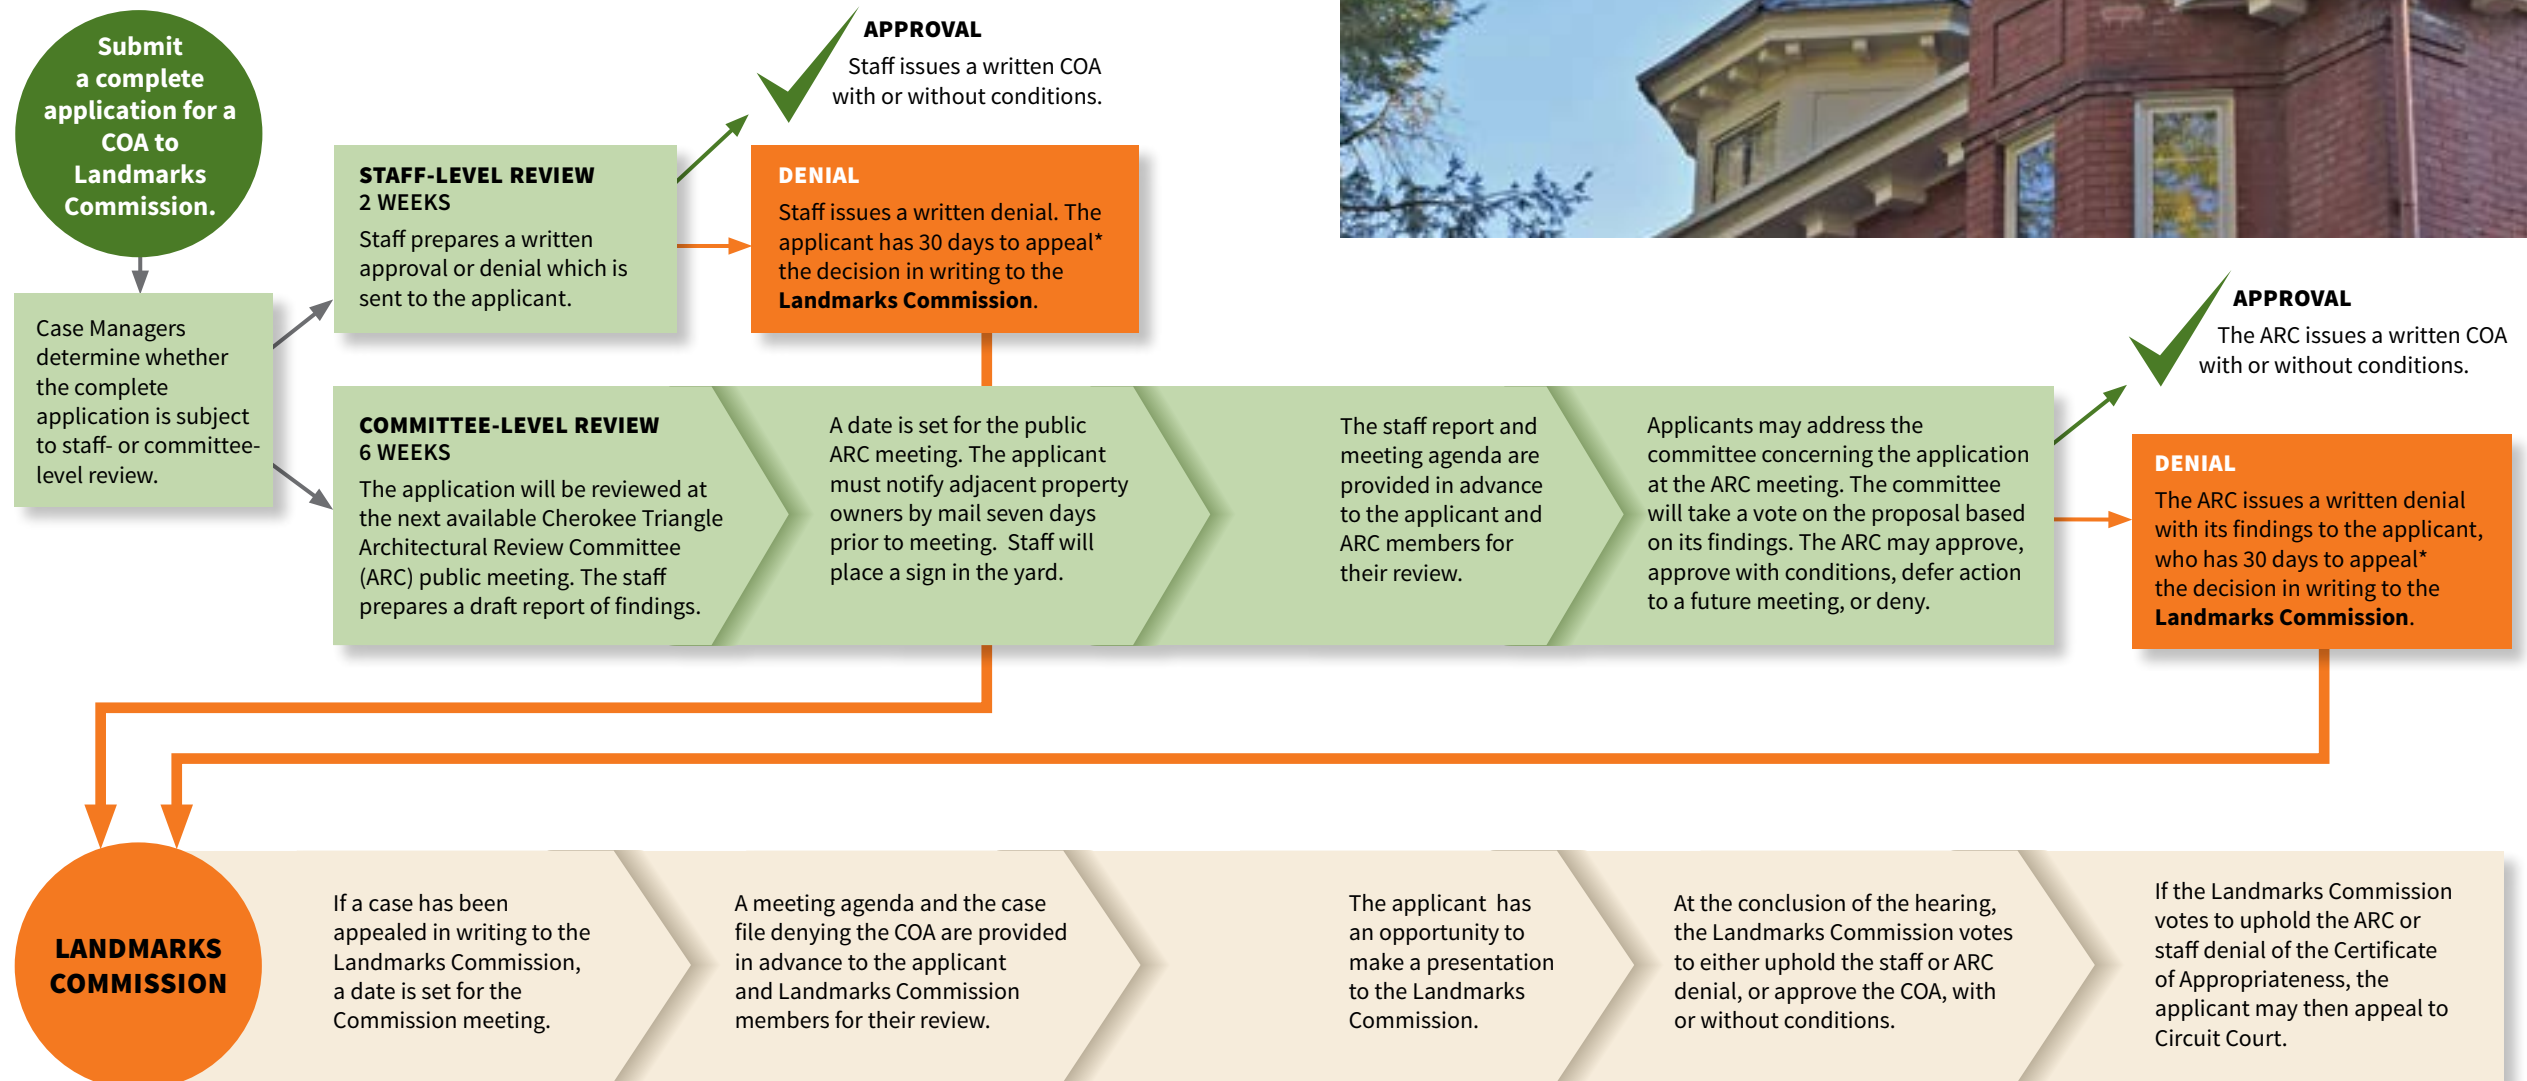 Submit
a complete
application for a
COA to
Landmarks
Commission.
Case Managers
determine whether
the complete
application is subject
to staff- or committee-
level review.
STAFF-LEVEL REVIEW
2 WEEKS
Staff prepares a written
approval or denial which is
sent to the applicant.
APPROVAL
Staff issues a written COA
with or without conditions.
DENIAL
Staff issues a written denial. The
applicant has 30 days to appeal*
the decision in writing to the
Landmarks Commission.
COMMITTEE-LEVEL REVIEW
6 WEEKS
The application will be reviewed at
the next available Cherokee Triangle
Architectural Review Committee
(ARC) public meeting. The staff
prepares a draft report of findings.
A date is set for the public
ARC meeting. The applicant
must notify adjacent property
owners by mail seven days
prior to meeting. Staff will
place a sign in the yard.
The staff report and
meeting agenda are
provided in advance
to the applicant and
ARC members for
their review.
Applicants may address the
committee concerning the application
at the ARC meeting. The committee
will take a vote on the proposal based
on its findings. The ARC may approve,
approve with conditions, defer action
to a future meeting, or deny.
APPROVAL
The ARC issues a written COA
with or without conditions.
DENIAL
The ARC issues a written denial
with its findings to the applicant,
who has 30 days to appeal*
the decision in writing to the
Landmarks Commission.
LANDMARKS
COMMISSION
If a case has been
appealed in writing to the
Landmarks Commission,
a date is set for the
Commission meeting.
A meeting agenda and the case
file denying the COA are provided
in advance to the applicant
and Landmarks Commission
members for their review.
The applicant has
an opportunity to
make a presentation
to the Landmarks
Commission.
At the conclusion of the hearing,
the Landmarks Commission votes
to either uphold the staff or ARC
denial, or approve the COA, with
or without conditions.
If the Landmarks Commission
votes to uphold the ARC or
staff denial of the Certificate
of Appropriateness, the
applicant may then appeal to
Circuit Court.